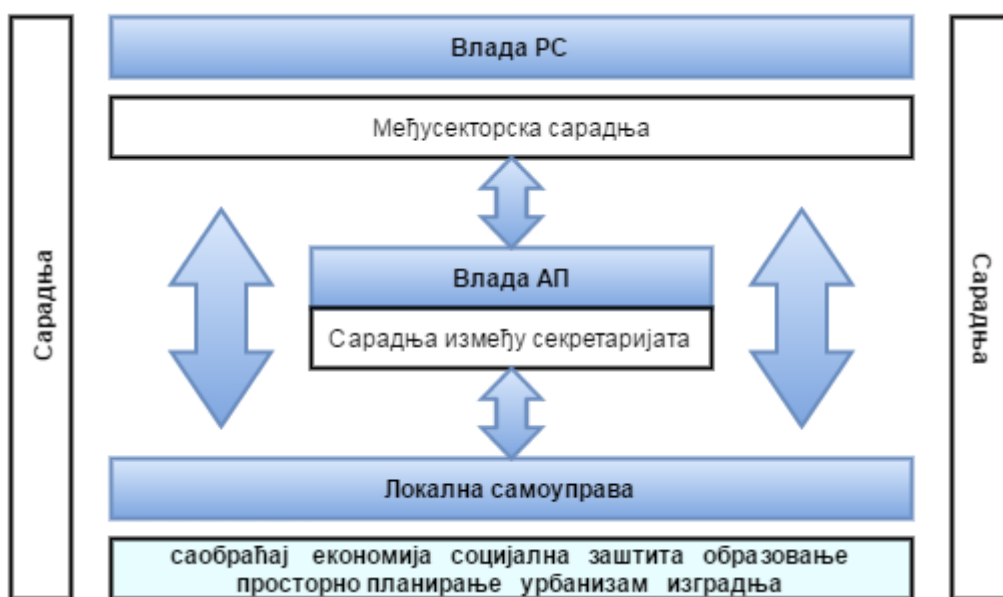 Влада РС
Међусекторска сарадња
Сарадња
Влада АП
Сарадња између секретаријата
Сарадња
Локална самоуправа
саобраћај економија социјална заштита образовање
просторно планирање урбанизам изградња